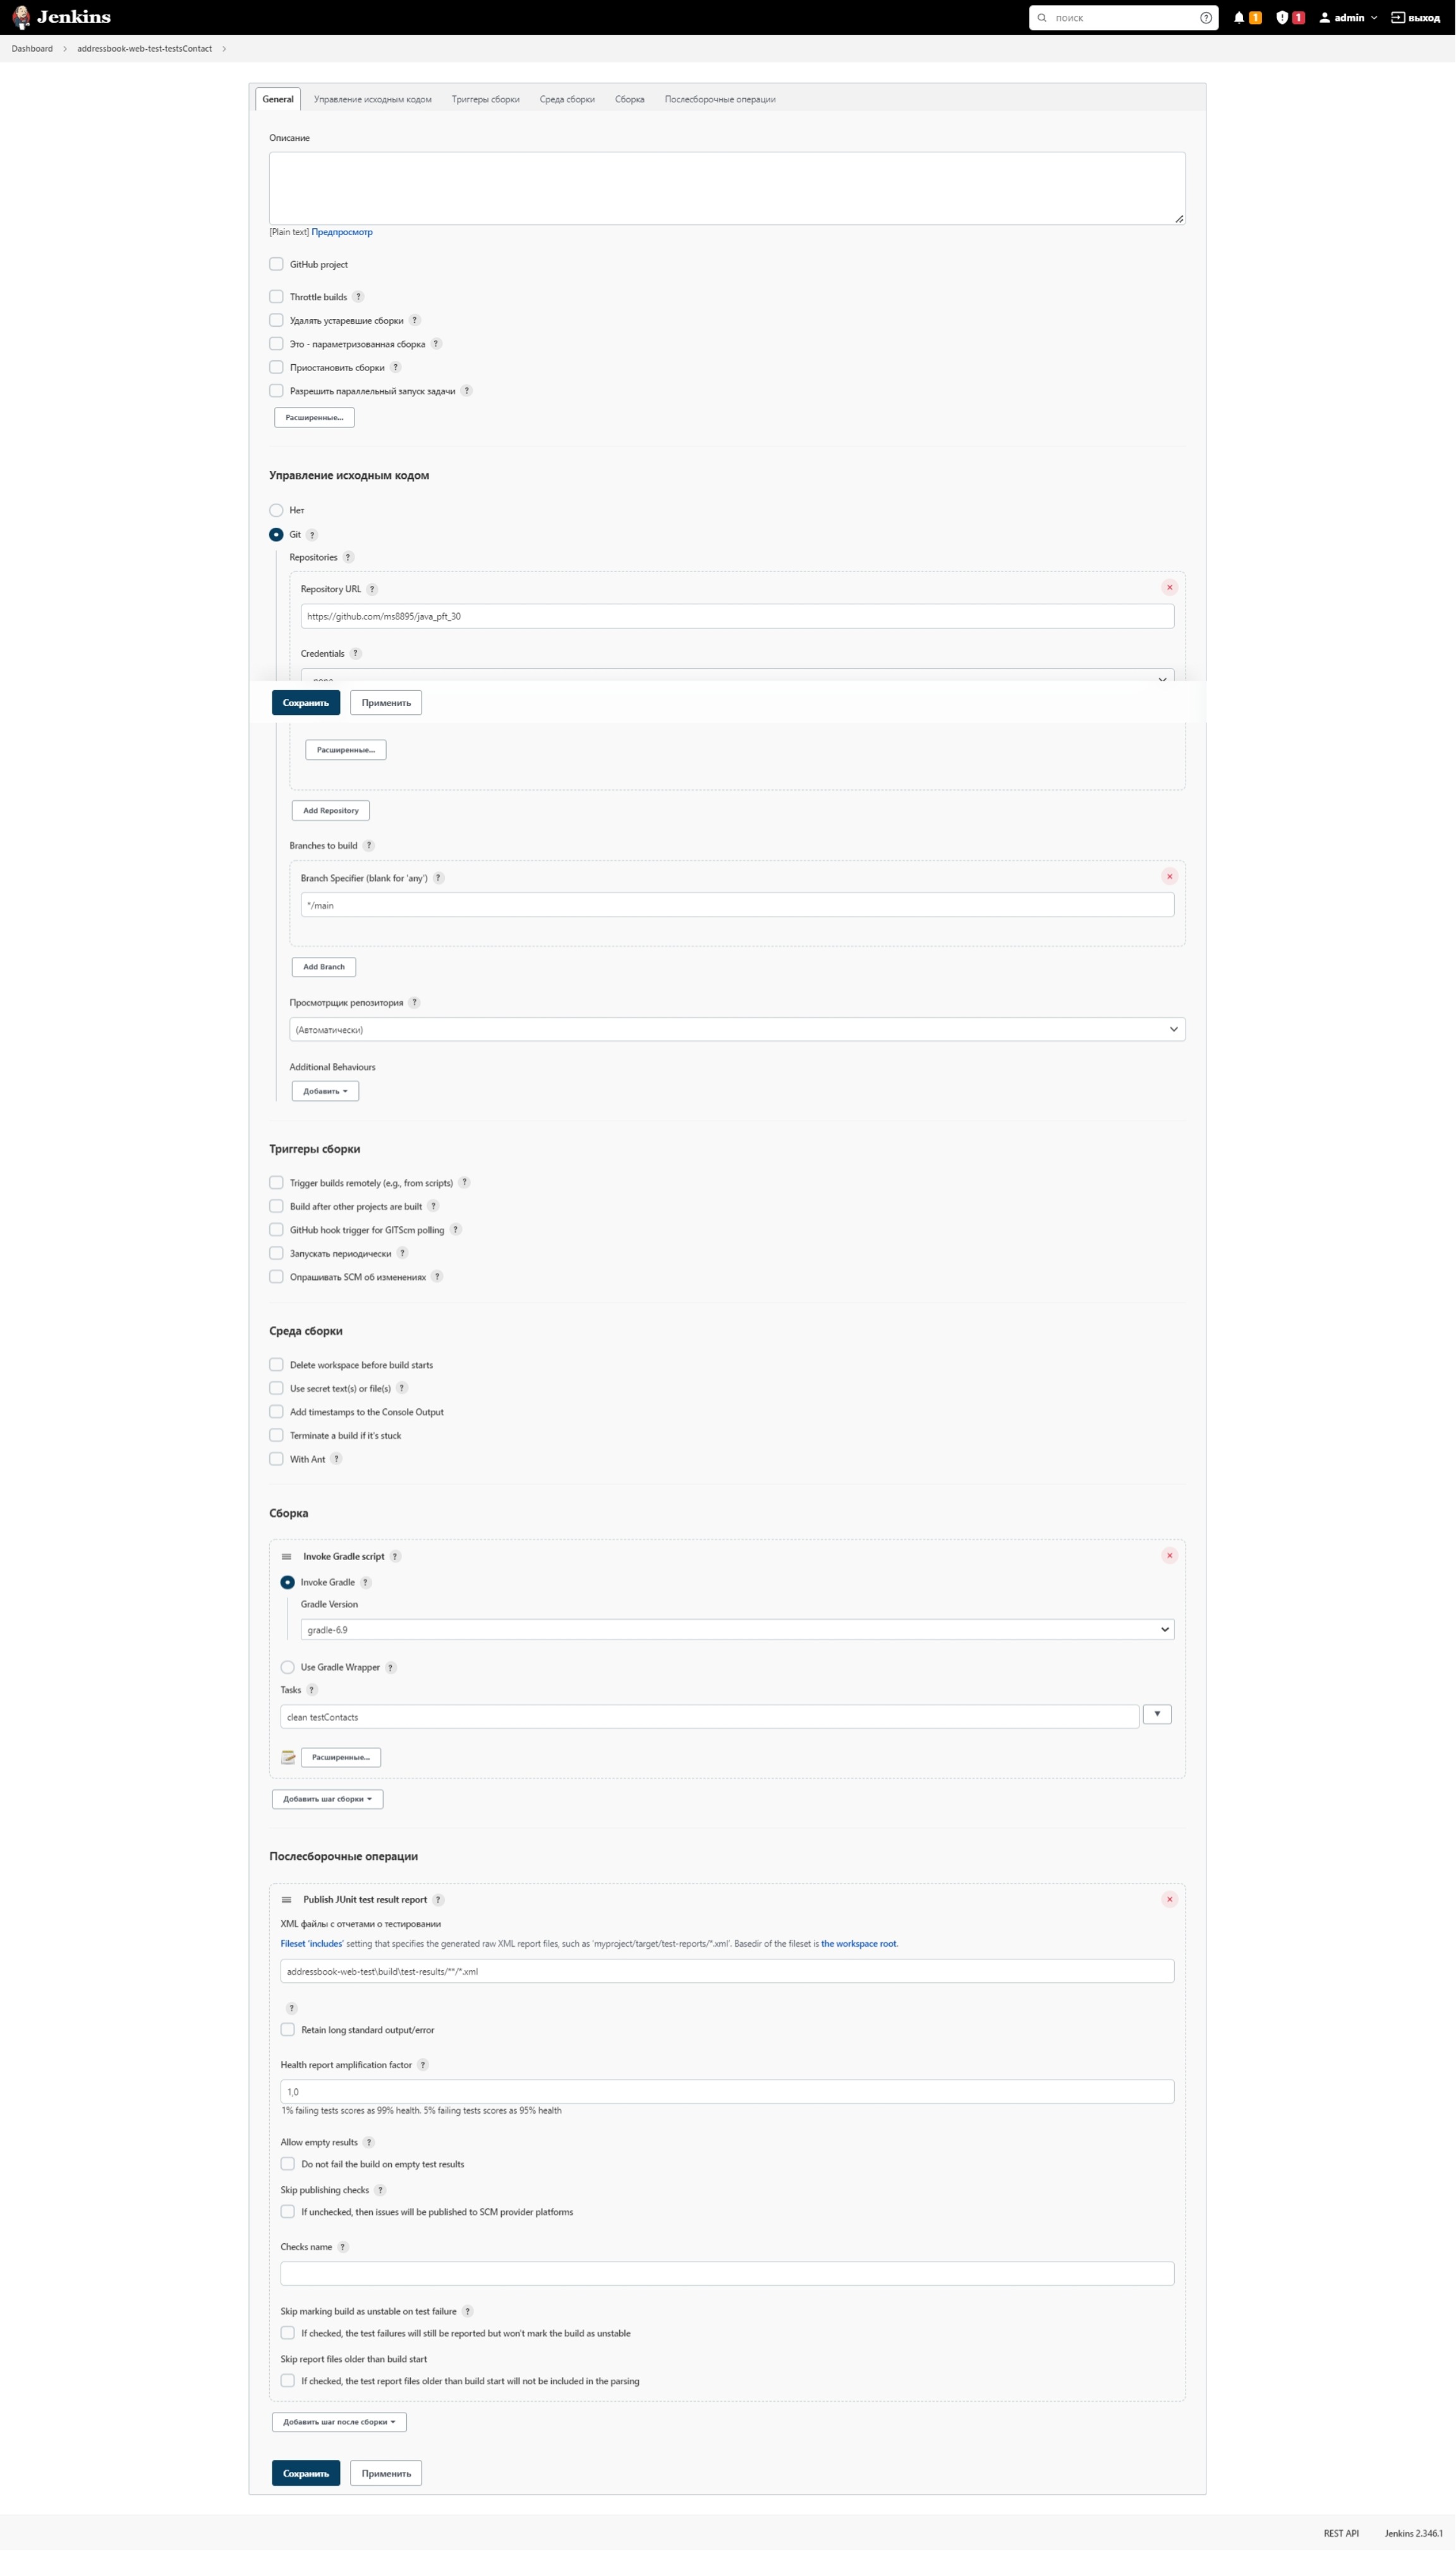 Jenkins
поиск
1
1
admin
выход
Dashboard
addressbook-web-test-testsContact
General
Управление исходным кодом
Триггеры сборки
Среда сборки
Сборка
Послесборочные операции
Описание
[Plain text] Предпросмотр
GitHub project
Throttle builds ?
Удалять устаревшие сборки ?
Это - параметризованная сборка ?
Приостановить сборки ?
Разрешить параллельный запуск задачи ?
Расширенные...
Управление исходным кодом
Нет
Git ?
Repositories ?
Repository URL ?
https://github.com/ms8895/java_pft_30
Credentials ?
Сохранить
Применить
Расширенные...
Add Repository
Branches to build ?
Branch Specifier (blank for 'any') ?
*/main
Add Branch
Просмотрщик репозитория ?
(Автоматически)
Additional Behaviours
Добавить
Триггеры сборки
Trigger builds remotely (e.g., from scripts) ?
Build after other projects are built ?
GitHub hook trigger for GITScm polling ?
Запускать периодически ?
Опрашивать SCM об изменениях ?
Среда сборки
Delete workspace before build starts
Use secret text(s) or file(s) ?
Add timestamps to the Console Output
Terminate a build if it's stuck
With Ant ?
Сборка
Invoke Gradle script ?
Invoke Gradle ?
Gradle Version
gradle-6.9
Use Gradle Wrapper ?
Tasks ?
clean testContacts
Расширенные...
Добавить шаг сборки
Послесборочные операции
Publish JUnit test result report ?
XML файлы с отчетами о тестировании
Fileset 'includes' setting that specifies the generated raw XML report files, such as 'myproject/target/test-reports/*.xml'. Basedir of the fileset is the workspace root.
addressbook-web-test\build\test-results/**/*.xml
?
Retain long standard output/error
Health report amplification factor ?
1,0
1% failing tests scores as 99% health. 5% failing tests scores as 95% health
Allow empty results ?
Do not fail the build on empty test results
Skip publishing checks ?
If unchecked, then issues will be published to SCM provider platforms
Checks name ?
Skip marking build as unstable on test failure ?
If checked, the test failures will still be reported but won't mark the build as unstable
Skip report files older than build start
If checked, the test report files older than build start will not be included in the parsing
Добавить шаг после сборки
Сохранить
Применить
REST API
Jenkins 2.346.1